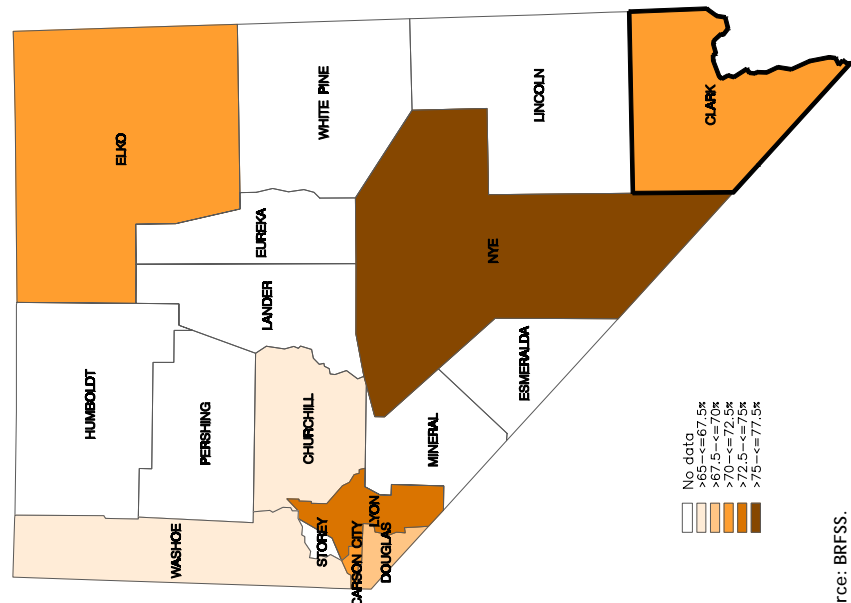 HUMBOLDT
ELKO
WASHOE
PERSHING
EUREKA
LANDER
CHURCHILL
STOREY
WHITE PINE
CARSON CITY
LYON
DOUGLAS
MINERAL
NYE
ESMERALDA
LINCOLN
CLARK
No data
>65-<=67.5%
>67.5-<=70%
>70-<=72.5%
>72.5-<=75%
>75-<=77.5%
rce: BRFSS.